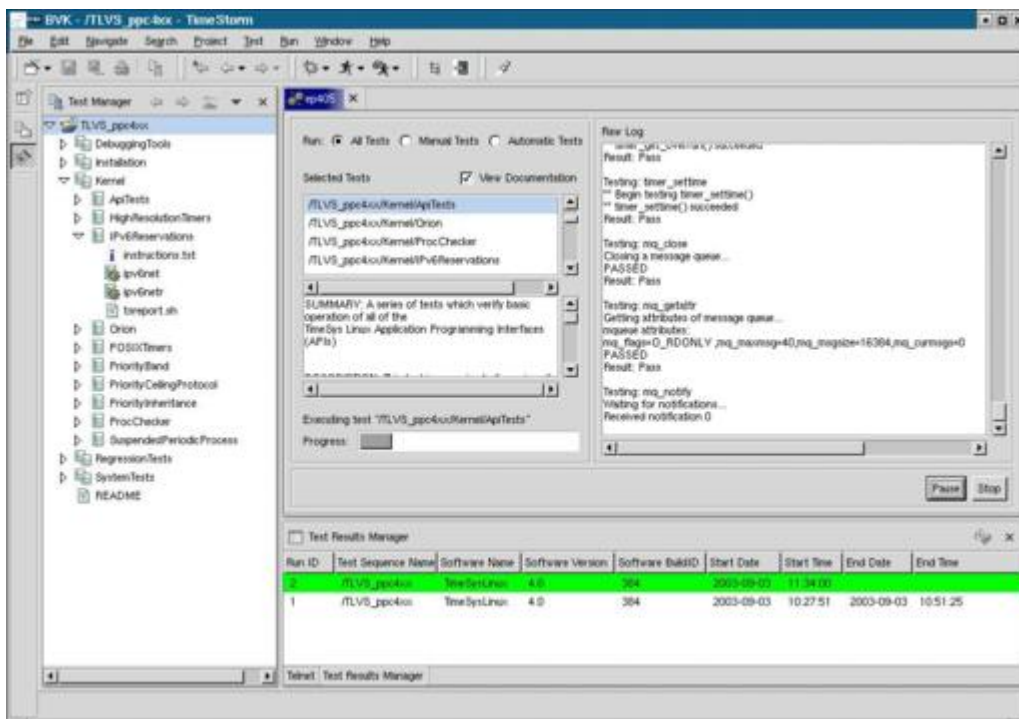 BVK - /TLVS_ppc4xx - TimeStorm
File Edit Navigate Search Project Test Run Window Help
Test Manager
TLVS_ppc4xx
DebuggingTools
Installation
Kernel
ApiTests
HighResolutionTimers
IPv6Reservations
instructions.txt
ipv6net
ipv6netr
tsreport.sh
Orion
POSIXTimers
PriorityBand
PriorityCeilingProtocol
PriorityInheritance
ProcChecker
SuspendedPeriodicProcess
RegressionTests
SystemTests
README
ep405
Run: All Tests Manual Tests Automatic Tests
Selected Tests View Documentation
/TLVS_ppc4xx/Kernel/ApiTests
/TLVS_ppc4xx/Kernel/Orion
/TLVS_ppc4xx/Kernel/ProcChecker
/TLVS_ppc4xx/Kernel/IPv6Reservations
SUMMARY: A series of tests which verify basic
operation of all of the
TimeSys Linux Application Programming Interfaces
(APIs)
Executing test "/TLVS_ppc4xx/Kernel/ApiTests"
Progress:
Raw Log
** timer_get_overrun() succeeded
Result: Pass
Testing: timer_settime
** Begin testing timer_settime()
** timer_settime() succeeded
Result: Pass
Testing: mq_close
Closing a message queue...
PASSED
Result: Pass
Testing: mq_getattr
Getting attributes of message queue...
mqueue attributes:
mq_flags=O_RDONLY ,mq_maxmsg=40,mq_msgsize=16384,mq_curmsgs=0
PASSED
Result: Pass
Testing: mq_notify
Waiting for notifications...
Received notification 0
Pause Stop
Test Results Manager
Run ID Test Sequence Name Software Name Software Version Software BuildID Start Date Start Time End Date End Time
2 /TLVS_ppc4xx TimeSysLinux 4.0 384 2003-09-03 11:34:00
1 /TLVS_ppc4xx TimeSysLinux 4.0 384 2003-09-03 10:27:51 2003-09-03 10:51:25
Telnet Test Results Manager